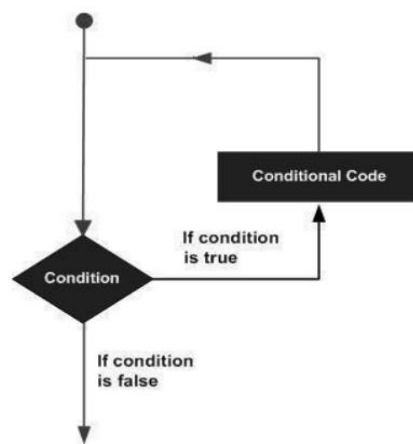 Conditional Code
If condition
is true
Condition
If condition
is false